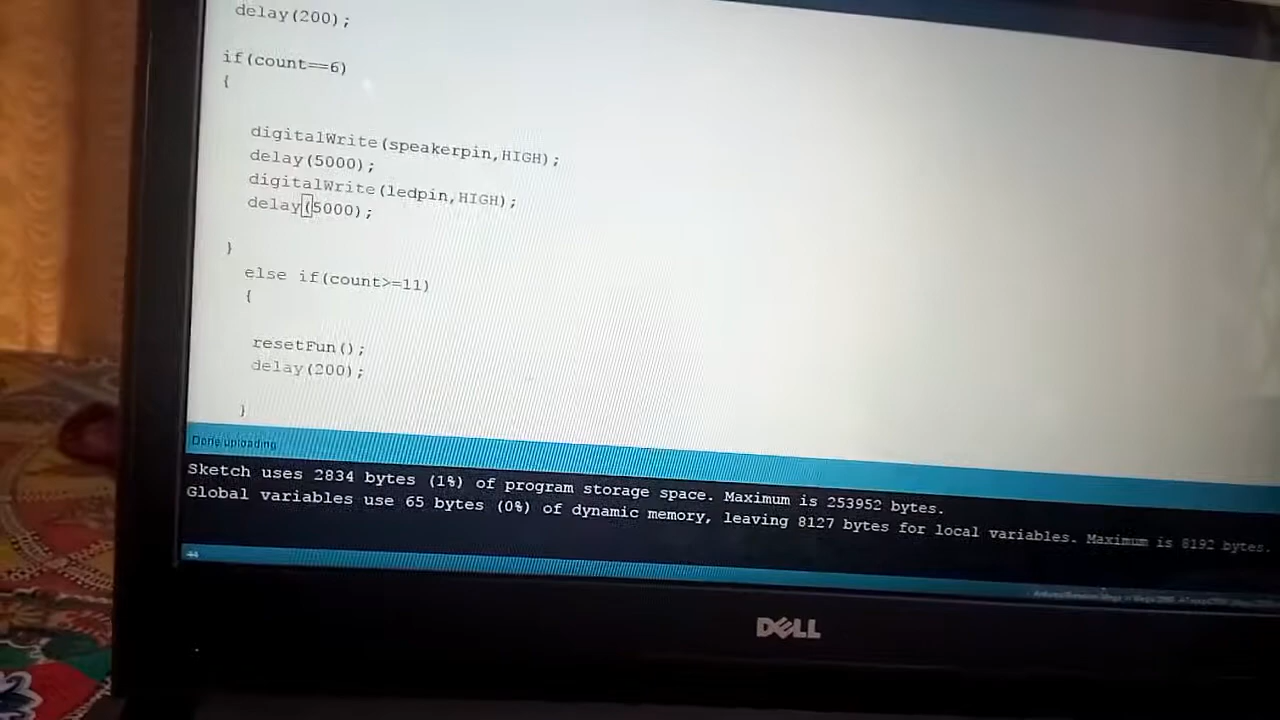 delay(200);
if(count==6)
{
digitalWrite(speakerpin,HIGH);
delay(5000);
digitalWrite(ledpin,HIGH);
delay(5000);
}
else if(count>=11)
{
resetFun();
delay(200);
}
Done uploading
Sketch uses 2834 bytes (1%) of program storage space. Maximum is 253952 bytes.
Global variables use 65 bytes (0%) of dynamic memory, leaving 8127 bytes for local variables. Maximum is 8192 bytes.
44
DELL